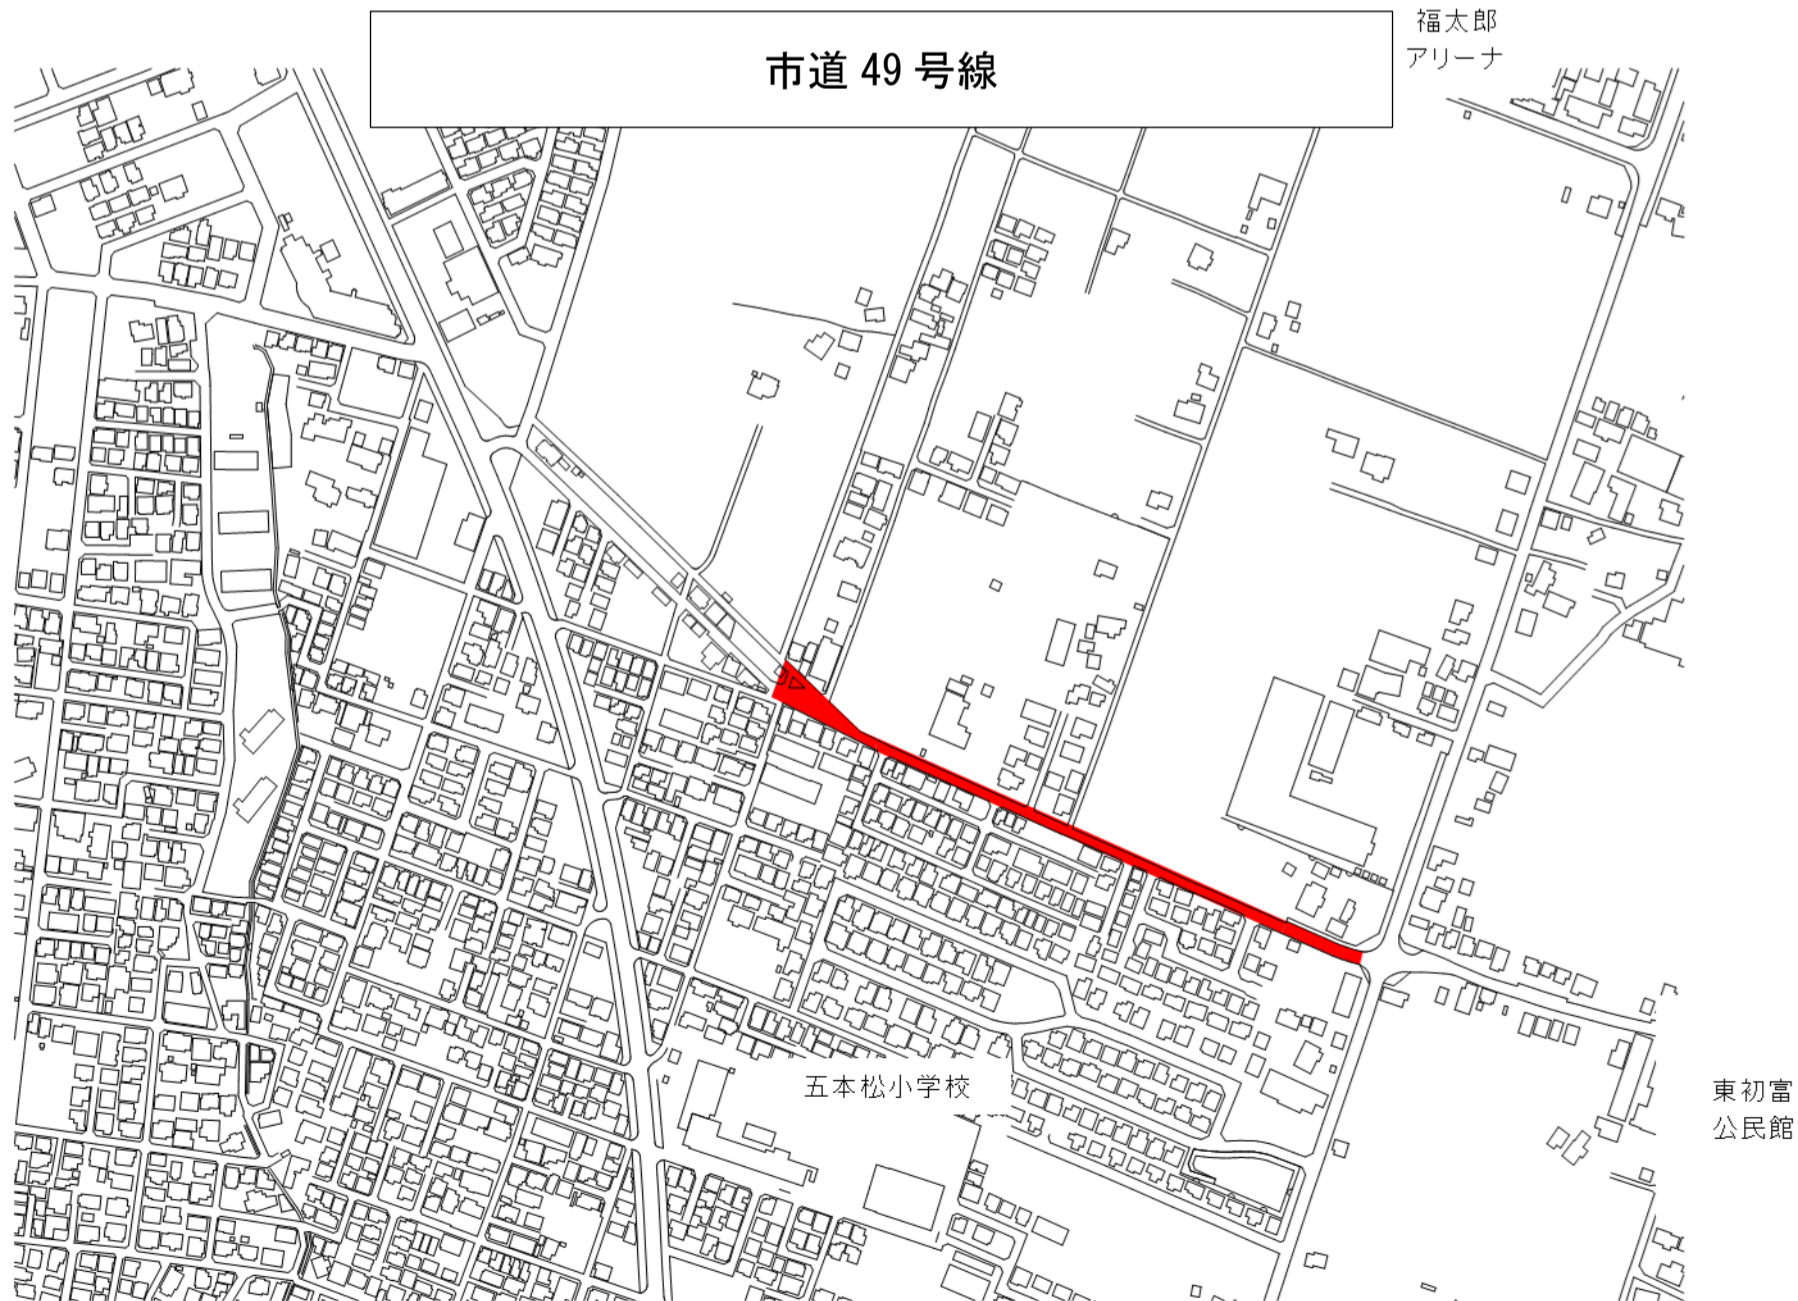 市道 49 号線
福太郎
アリーナ
五本松小学校
東初富
公民館